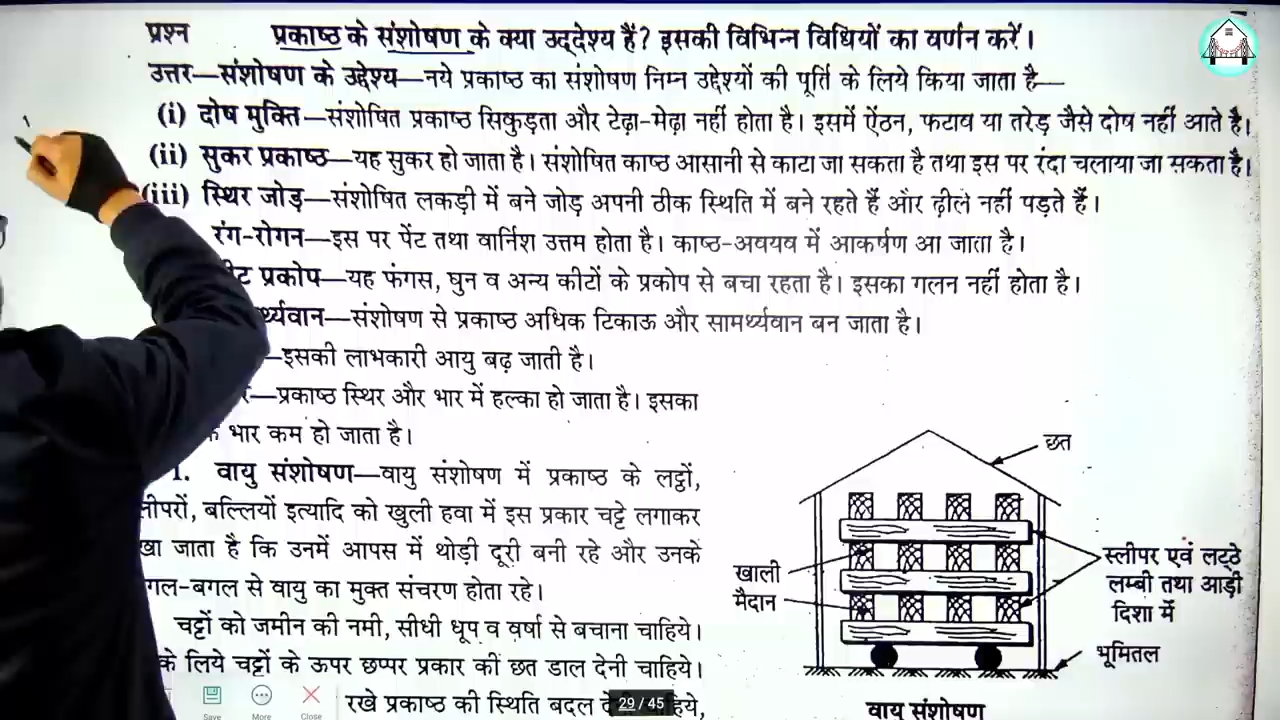 प्रश्न प्रकाष्ठ के संशोषण के क्या उद्देश्य हैं? इसकी विभिन्न विधियों का वर्णन करें।
उत्तर—संशोषण के उद्देश्य—नये प्रकाष्ठ का संशोषण निम्न उद्देश्यों की पूर्ति के लिये किया जाता है—
(i) दोष मुक्ति—संशोषित प्रकाष्ठ सिकुड़ता और टेढ़ा-मेढ़ा नहीं होता है। इसमें ऐंठन, फटाव या तरेड़ जैसे दोष नहीं आते है।
(ii) सुकर प्रकाष्ठ—यह सुकर हो जाता है। संशोषित काष्ठ आसानी से काटा जा सकता है तथा इस पर रंदा चलाया जा सकता है।
(iii) स्थिर जोड़—संशोषित लकड़ी में बने जोड़ अपनी ठीक स्थिति में बने रहते हैं और ढ़ीले नहीं पड़ते हैं।
रंग-रोगन—इस पर पेंट तथा वार्निश उत्तम होता है। काष्ठ-अवयव में आकर्षण आ जाता है।
प्रकोप—यह फंगस, घुन व अन्य कीटों के प्रकोप से बचा रहता है। इसका गलन नहीं होता है।
र्थ्यवान—संशोषण से प्रकाष्ठ अधिक टिकाऊ और सामर्थ्यवान बन जाता है।
—इसकी लाभकारी आयु बढ़ जाती है।
—प्रकाष्ठ स्थिर और भार में हल्का हो जाता है। इसका
भार कम हो जाता है।
1. वायु संशोषण—वायु संशोषण में प्रकाष्ठ के लट्ठों,
लीपरों, बल्लियों इत्यादि को खुली हवा में इस प्रकार चट्टे लगाकर
खा जाता है कि उनमें आपस में थोड़ी दूरी बनी रहे और उनके
गल-बगल से वायु का मुक्त संचरण होता रहे।
चट्टों को जमीन की नमी, सीधी धूप व वर्षा से बचाना चाहिये।
के लिये चट्टों के ऊपर छप्पर प्रकार की छत डाल देनी चाहिये।
रखे प्रकाष्ठ की स्थिति बदल
छत
खाली
मैदान
स्लीपर एवं लट्ठे
लम्बी तथा आड़ी
दिशा में
भूमितल
वायु संशोषण
Save More Close
29 / 45